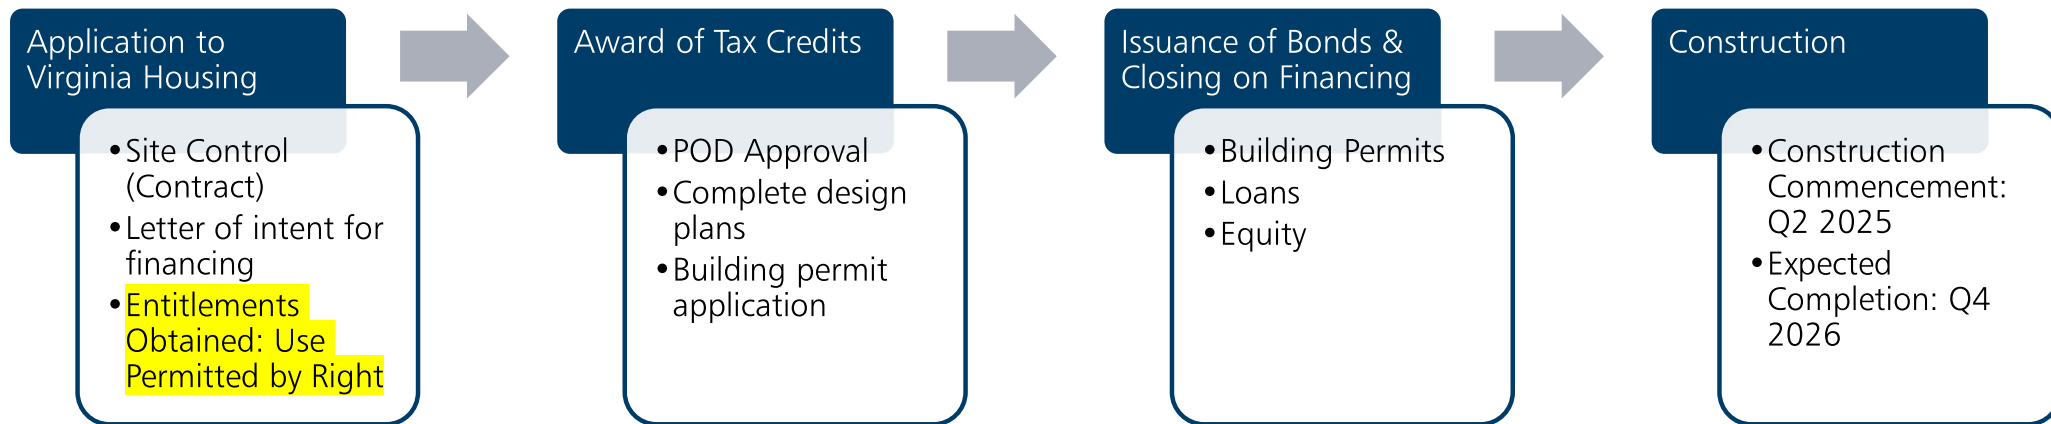 Application to
Virginia Housing
•Site Control
(Contract)
•Letter of intent for
financing
•Entitlements
Obtained: Use
Permitted by Right
Award of Tax Credits
•POD Approval
•Complete design
plans
•Building permit
application
Issuance of Bonds &
Closing on Financing
•Building Permits
•Loans
•Equity
Construction
•Construction
Commencement:
Q2 2025
•Expected
Completion: Q4
2026